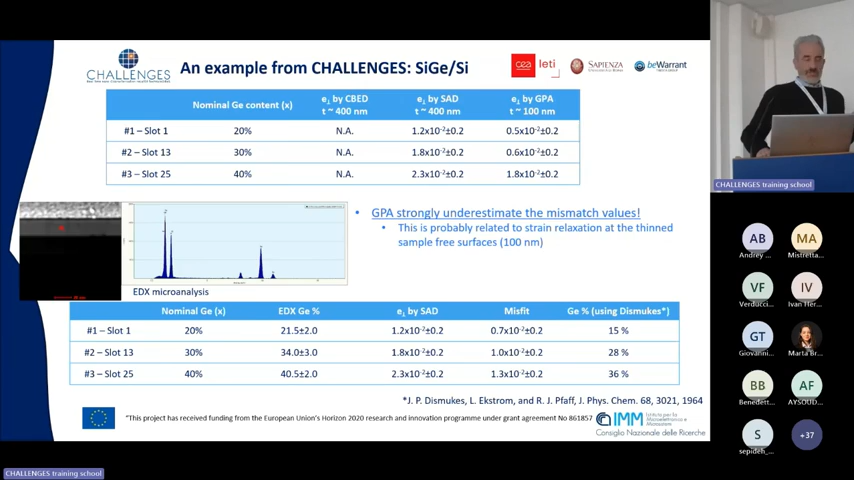 CHALLENGES
An example from CHALLENGES: SiGe/Si
cea leti
SAPIENZA
beWarrant
Nominal Ge content (x) e⊥ by CBED t ~ 400 nm e⊥ by SAD t ~ 400 nm e⊥ by GPA t ~ 100 nm
#1 – Slot 1 20% N.A. 1.2x10⁻²±0.2 0.5x10⁻²±0.2
#2 – Slot 13 30% N.A. 1.8x10⁻²±0.2 0.6x10⁻²±0.2
#3 – Slot 25 40% N.A. 2.3x10⁻²±0.2 1.8x10⁻²±0.2
• GPA strongly underestimate the mismatch values!
• This is probably related to strain relaxation at the thinned
sample free surfaces (100 nm)
EDX microanalysis
Nominal Ge (x) EDX Ge % e⊥ by SAD Misfit Ge % (using Dismukes*)
#1 – Slot 1 20% 21.5±2.0 1.2x10⁻²±0.2 0.7x10⁻²±0.2 15 %
#2 – Slot 13 30% 34.0±3.0 1.8x10⁻²±0.2 1.0x10⁻²±0.2 28 %
#3 – Slot 25 40% 40.5±2.0 2.3x10⁻²±0.2 1.3x10⁻²±0.2 36 %
*J. P. Dismukes, L. Ekstrom, and R. J. Pfaff, J. Phys. Chem. 68, 3021, 1964
"This project has received funding from the European Union's Horizon 2020 research and innovation programme under grant agreement No 861857
IMM
Consiglio Nazionale delle Ricerche
CHALLENGES training school
AB
Andrey ...
MA
Mistretta...
VF
Verducci...
IV
Ivan Her...
GT
Giovanni...
Marta Br...
BB
Benedett...
AF
AYSOUD...
S
sepideh_...
+37
CHALLENGES training school